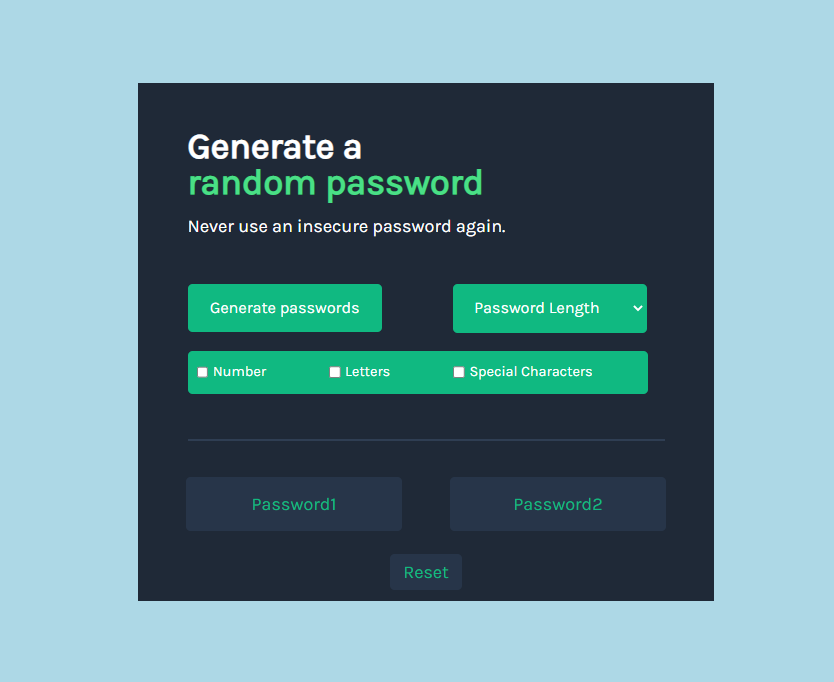 Generate a
random password
Never use an insecure password again.
Generate passwords
Password Length
Number
Letters
Special Characters
Password1
Password2
Reset